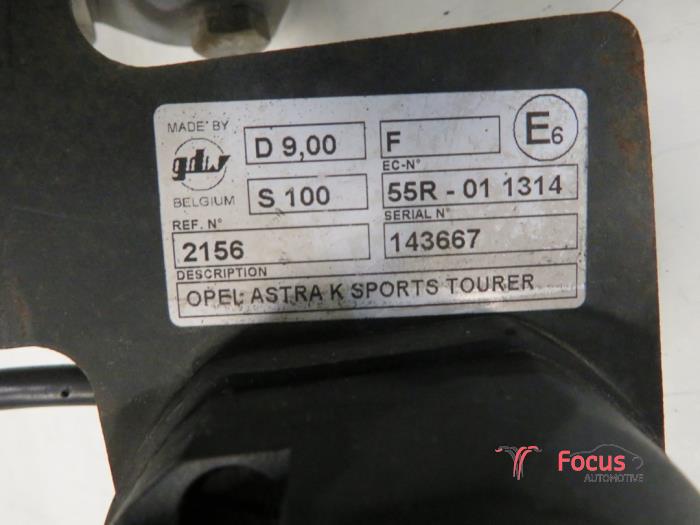 MADE BY
gdw
BELGIUM
D 9,00
F
E6
EC-N°
S 100
55R - 01 1314
REF. N°
SERIAL N°
2156
143667
DESCRIPTION
OPEL ASTRA K SPORTS TOURER
Focus
AUTOMOTIVE